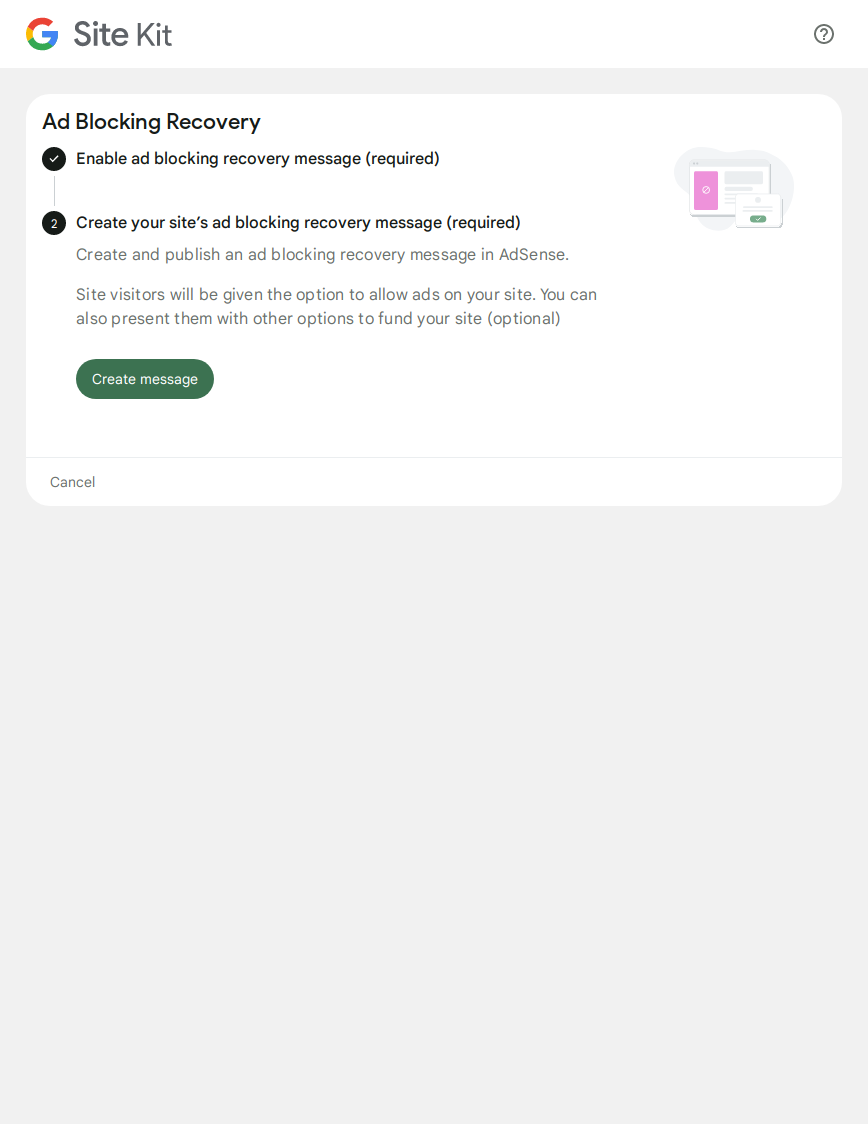 Site Kit
Ad Blocking Recovery
Enable ad blocking recovery message (required)
2 Create your site’s ad blocking recovery message (required)
Create and publish an ad blocking recovery message in AdSense.
Site visitors will be given the option to allow ads on your site. You can
also present them with other options to fund your site (optional)
Create message
Cancel